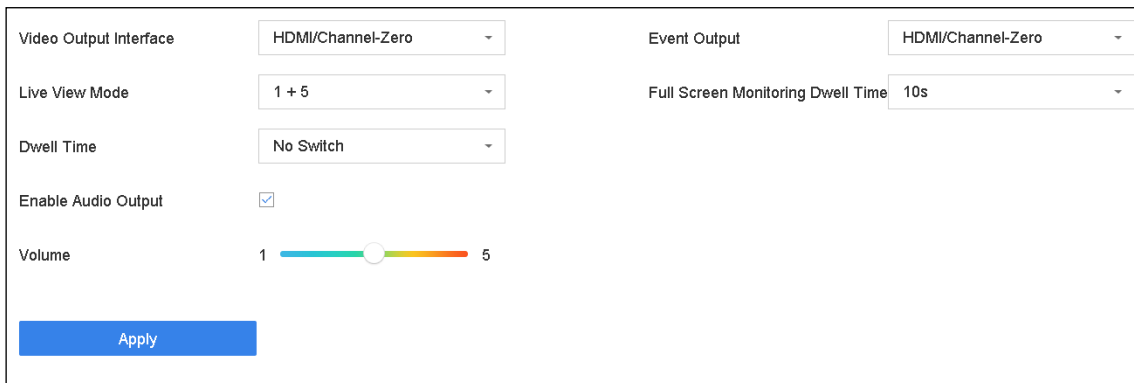 Video Output Interface HDMI/Channel-Zero Event Output HDMI/Channel-Zero
Live View Mode 1 + 5 Full Screen Monitoring Dwell Time 10s
Dwell Time No Switch
Enable Audio Output
Volume 1 5
Apply